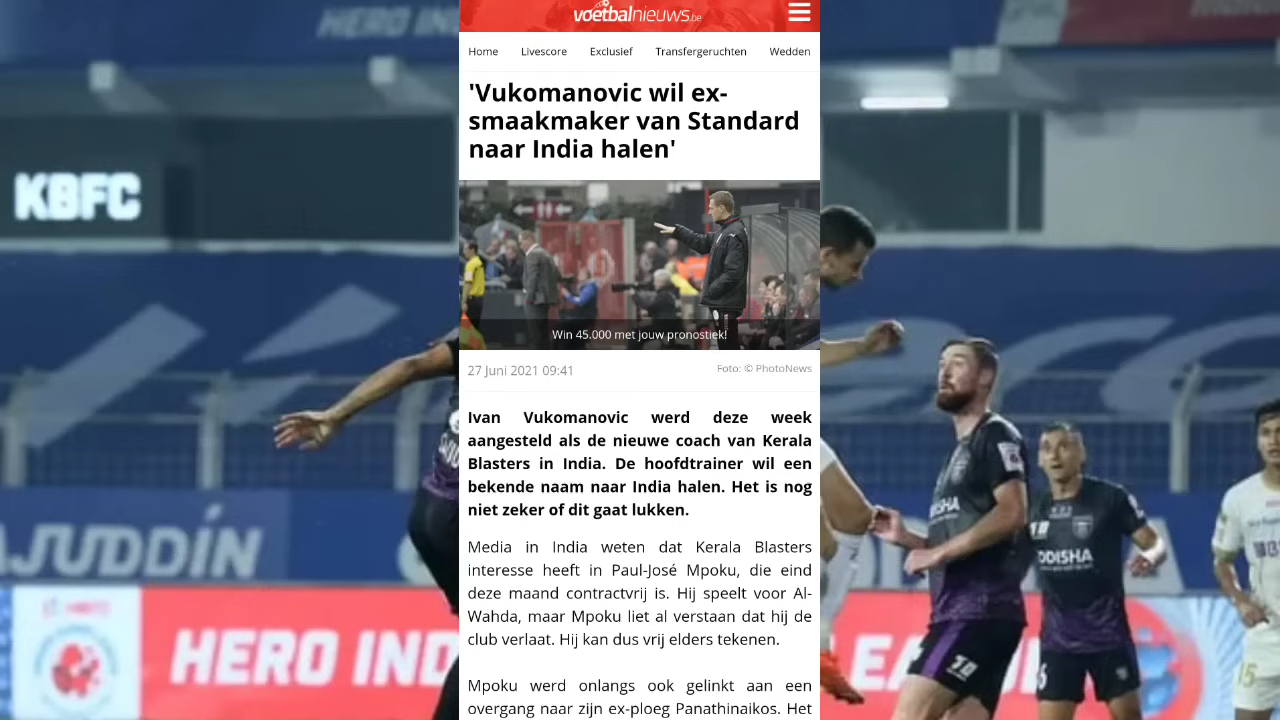 voetbalnieuws.be
Home Livescore Exclusief Transfergeruchten Wedden
'Vukomanovic wil ex-
smaakmaker van Standard
naar India halen'
KBFC
Win 45.000 met jouw pronostiek!
27 Juni 2021 09:41
Foto: © PhotoNews
Ivan Vukomanovic werd deze week
aangesteld als de nieuwe coach van Kerala
Blasters in India. De hoofdtrainer wil een
bekende naam naar India halen. Het is nog
niet zeker of dit gaat lukken.
Media in India weten dat Kerala Blasters
interesse heeft in Paul-José Mpoku, die eind
deze maand contractvrij is. Hij speelt voor Al-
Wahda, maar Mpoku liet al verstaan dat hij de
club verlaat. Hij kan dus vrij elders tekenen.
Mpoku werd onlangs ook gelinkt aan een
overgang naar zijn ex-ploeg Panathinaikos. Het
AJUDDÍN
HERO IND
LEAGUE
ODISHA
10
15